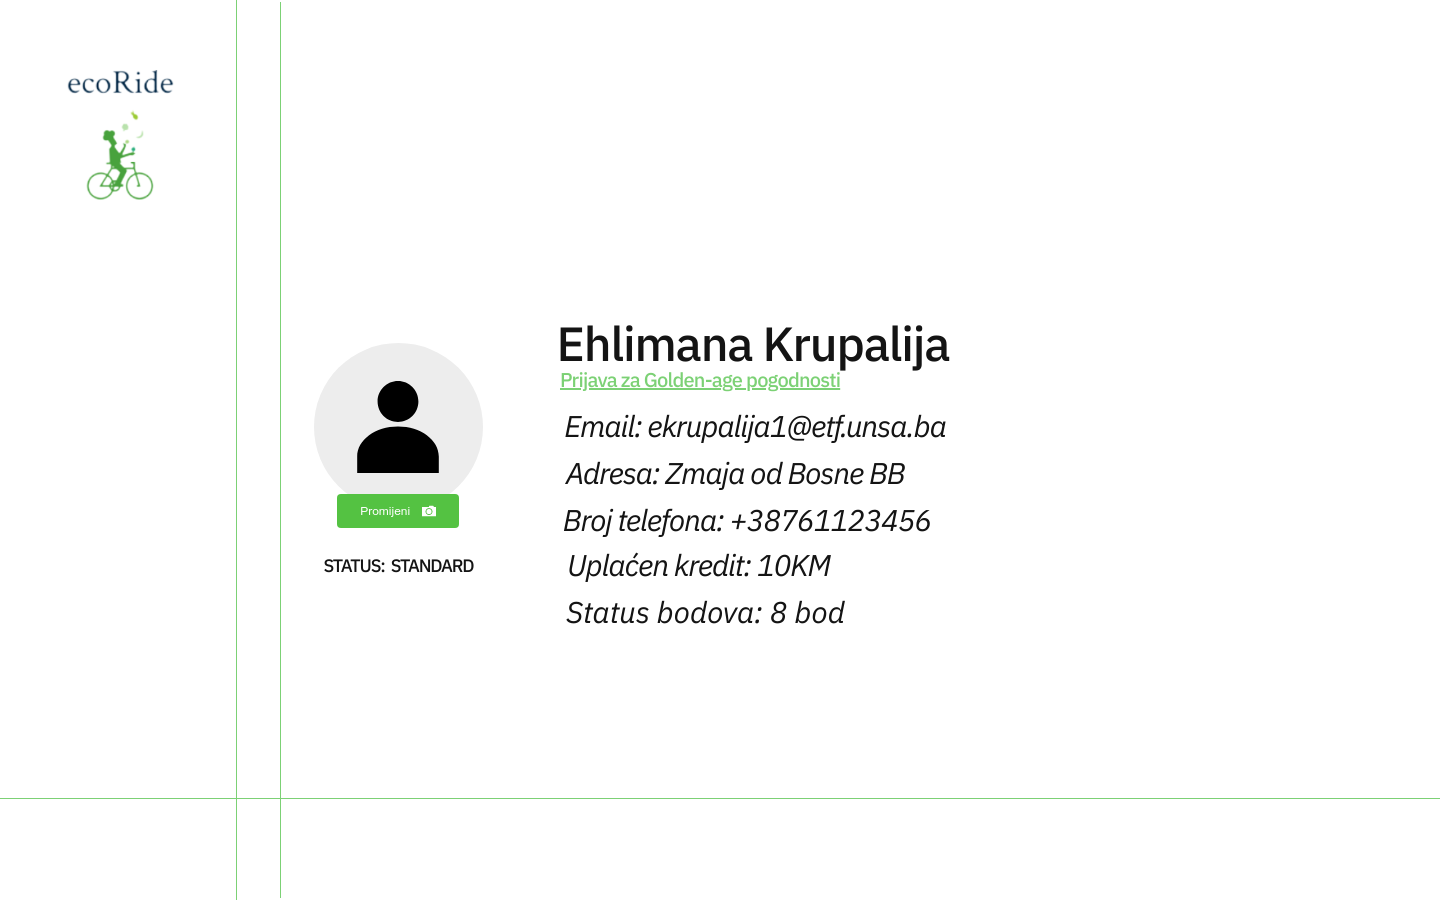 ecoRide
Ehlimana Krupalija
Prijava za Golden-age pogodnosti
Email: ekrupalija1@etf.unsa.ba
Adresa: Zmaja od Bosne BB
Broj telefona: +38761123456
Uplaćen kredit: 10KM
Status bodova: 8 bod
Promijeni
STATUS: STANDARD